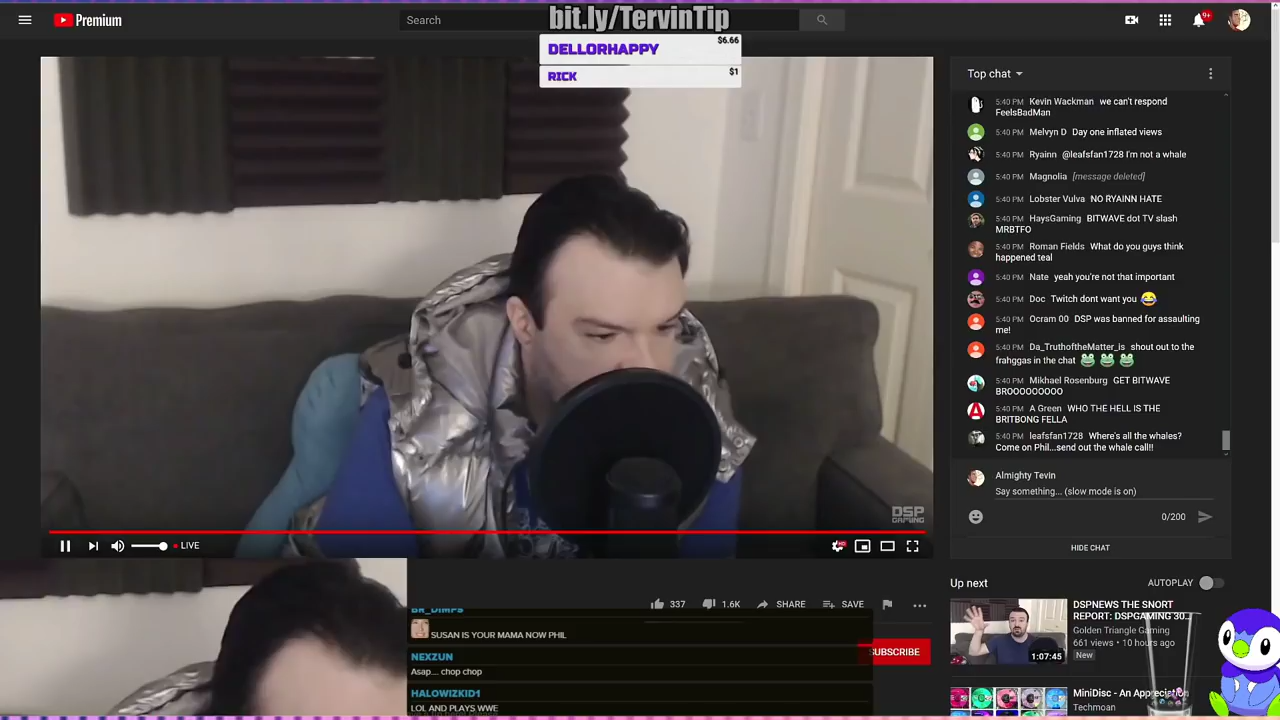 bit.ly/TervinTip
Premium
Search
9+
DELLORHAPPY $6.66
RICK $1
Top chat
5:40 PM Kevin Wackman we can't respond
FeelsBadMan
5:40 PM Melvyn D Day one inflated views
5:40 PM Ryainn @leafsfan1728 I'm not a whale
5:40 PM Magnolia [message deleted]
5:40 PM Lobster Vulva NO RYAINN HATE
5:40 PM HaysGaming BITWAVE dot TV slash
MRBTFO
5:40 PM Roman Fields What do you guys think
happened teal
5:40 PM Nate yeah you're not that important
5:40 PM Doc Twitch dont want you
5:40 PM Ocram 00 DSP was banned for assaulting
me!
5:40 PM Da_TruthoftheMatter_is shout out to the
frahggas in the chat
5:40 PM Mikhael Rosenburg GET BITWAVE
BROOOOOOOOO
5:40 PM A Green WHO THE HELL IS THE
BRITBONG FELLA
5:40 PM leafsfan1728 Where's all the whales?
Come on Phil...send out the whale call!!
Almighty Tevin
Say something... (slow mode is on)
0/200
HIDE CHAT
DSP
GAMING
LIVE
HD
337 1.6K SHARE SAVE
SUBSCRIBE
BR_DIMPS
SUSAN IS YOUR MAMA NOW PHIL
NEXZUN
Asap.... chop chop
HALOWIZKID1
LOL AND PLAYS WWE
Up next AUTOPLAY
DSPNEWS THE SNORT
REPORT: DSPGAMING 30...
Golden Triangle Gaming
661 views • 10 hours ago
New
1:07:45
MiniDisc - An Appreciation
Techmoan